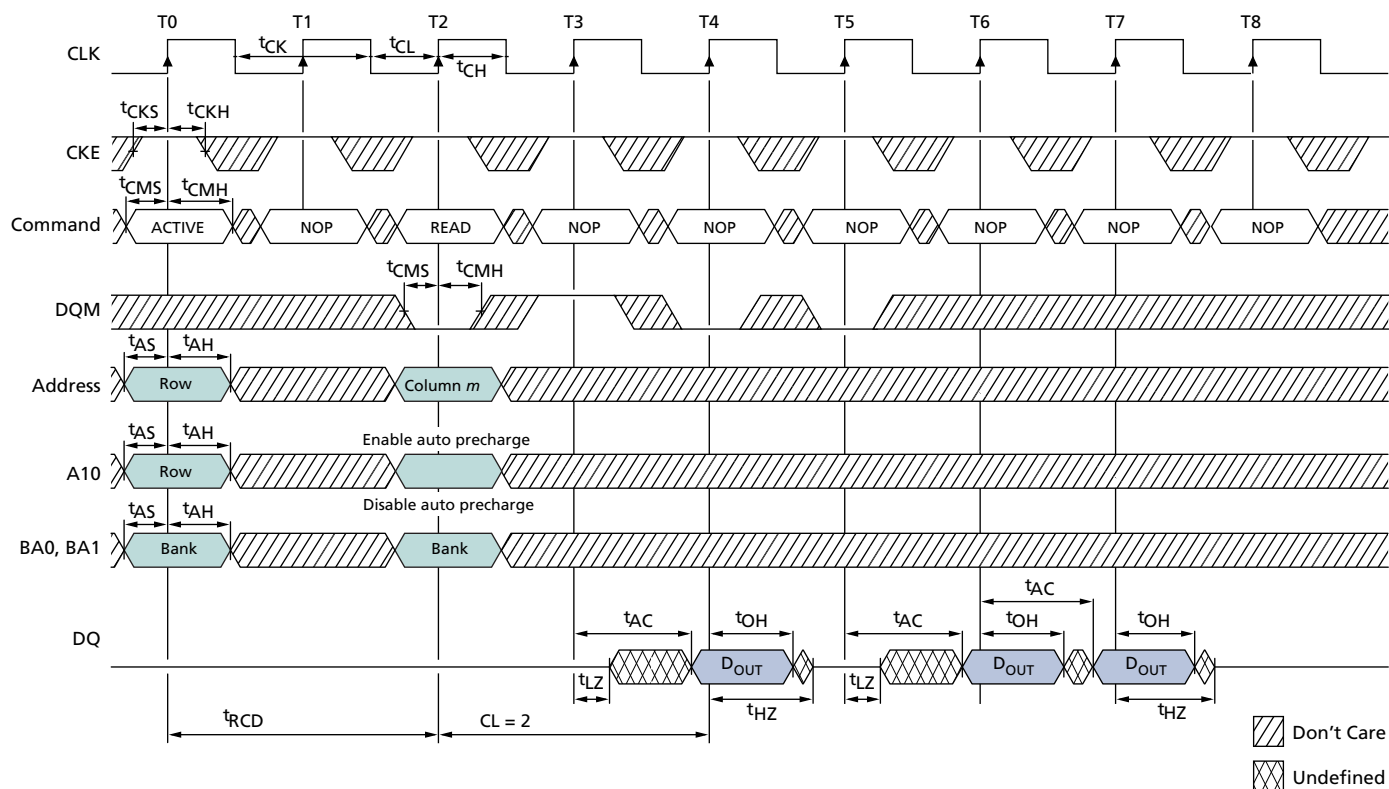 T0 T1 T2 T3 T4 T5 T6 T7 T8
CLK
tCK tCL
tCH
tCKS tCKH
CKE
tCMS tCMH
Command ACTIVE NOP READ NOP NOP NOP NOP NOP NOP
tCMS tCMH
DQM
tAS tAH
Address Row Column m
tAS tAH Enable auto precharge
A10 Row
tAS tAH Disable auto precharge
BA0, BA1 Bank Bank
tAC
tAC tOH tAC tOH tOH
DQ
DOUT DOUT DOUT
tLZ tHZ tLZ tHZ
tRCD CL = 2
Don't Care
Undefined